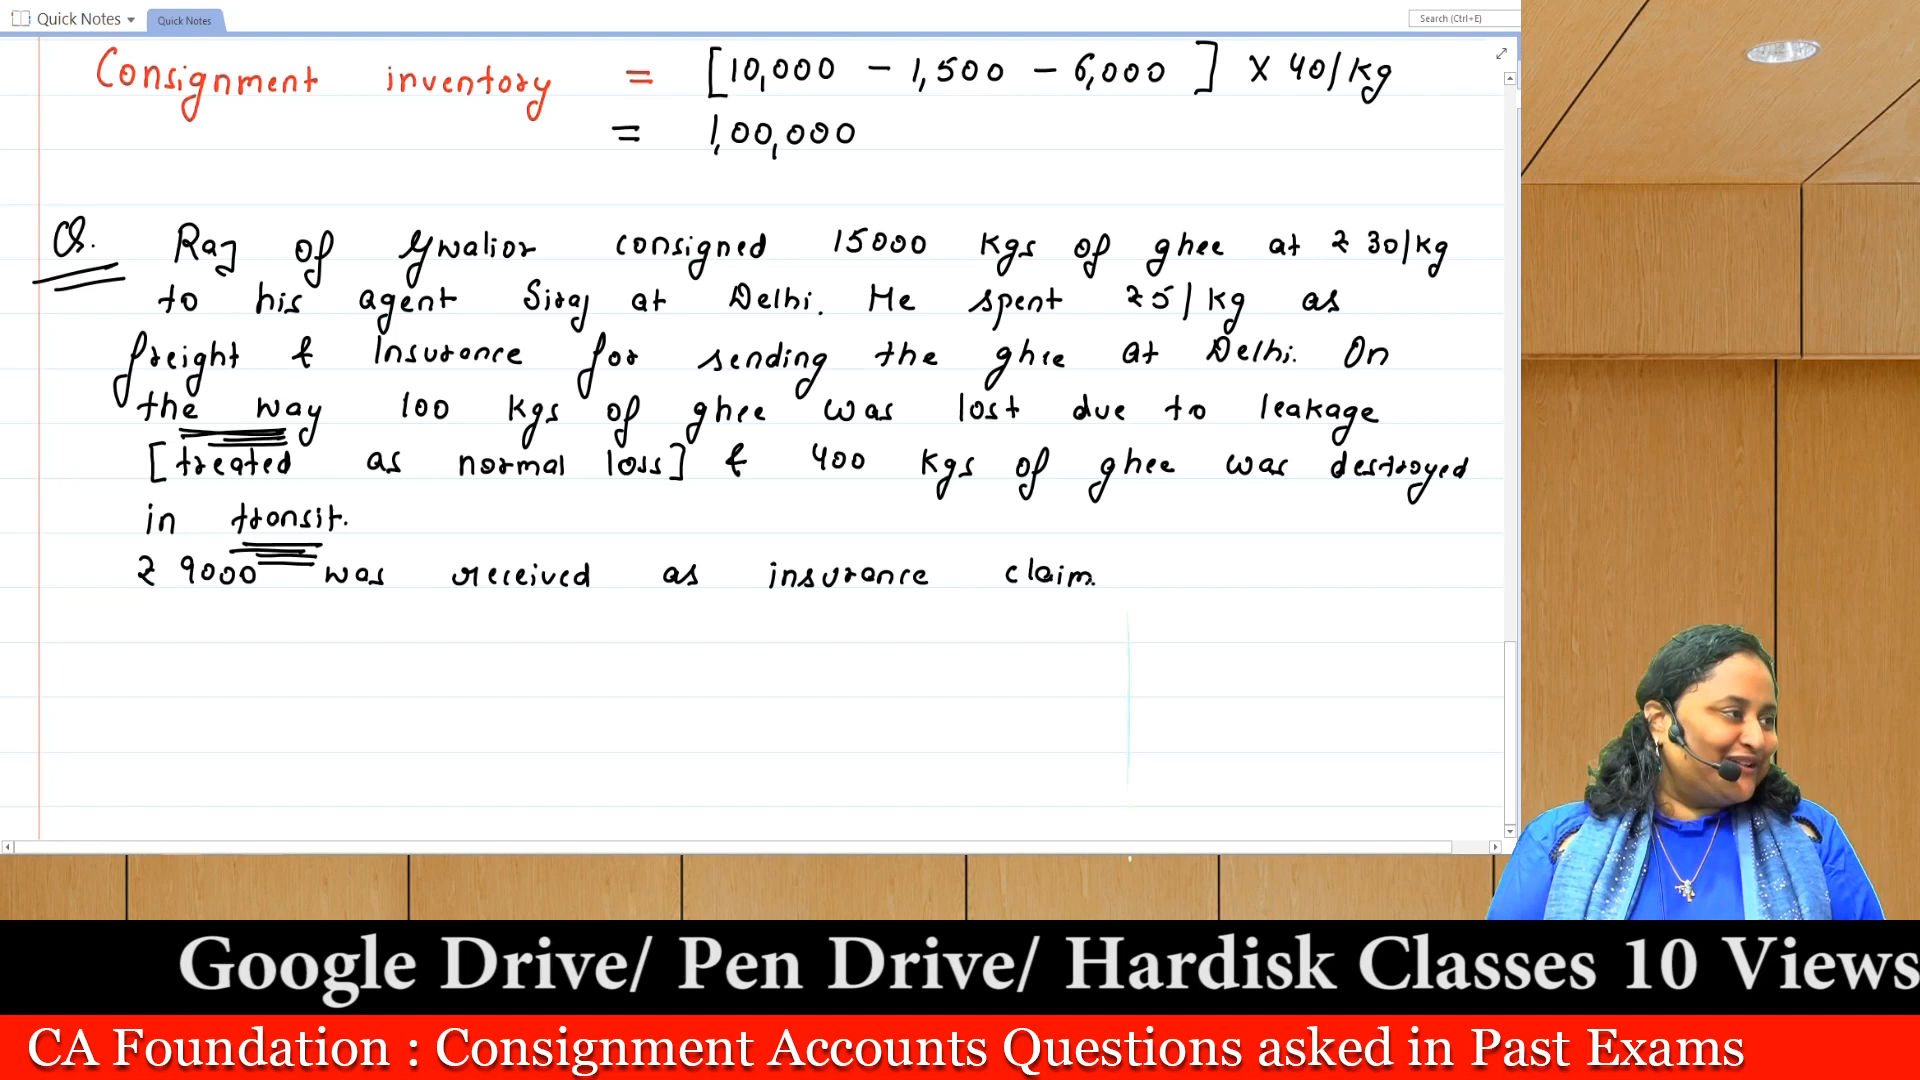 Quick Notes
Quick Notes
Search (Ctrl+E)
Consignment inventory = [10,000 - 1,500 - 6,000] X 40/kg
= 1,00,000
Q. Raj of Gwalior consigned 15000 kgs of ghee at ₹ 30/kg
to his agent Siraj at Delhi. He spent ₹5/kg as
freight & Insurance for sending the ghee at Delhi. On
the way 100 kgs of ghee was lost due to leakage
[treated as normal loss] & 400 kgs of ghee was destroyed
in transit.
₹ 9000 was received as insurance claim.
Google Drive/ Pen Drive/ Hardisk Classes 10 Views
CA Foundation : Consignment Accounts Questions asked in Past Exams